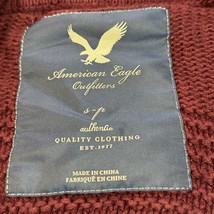 American Eagle
Outfitters
s-p
authentic
QUALITY CLOTHING
EST. 1977
MADE IN CHINA
FABRIQUÉ EN CHINE